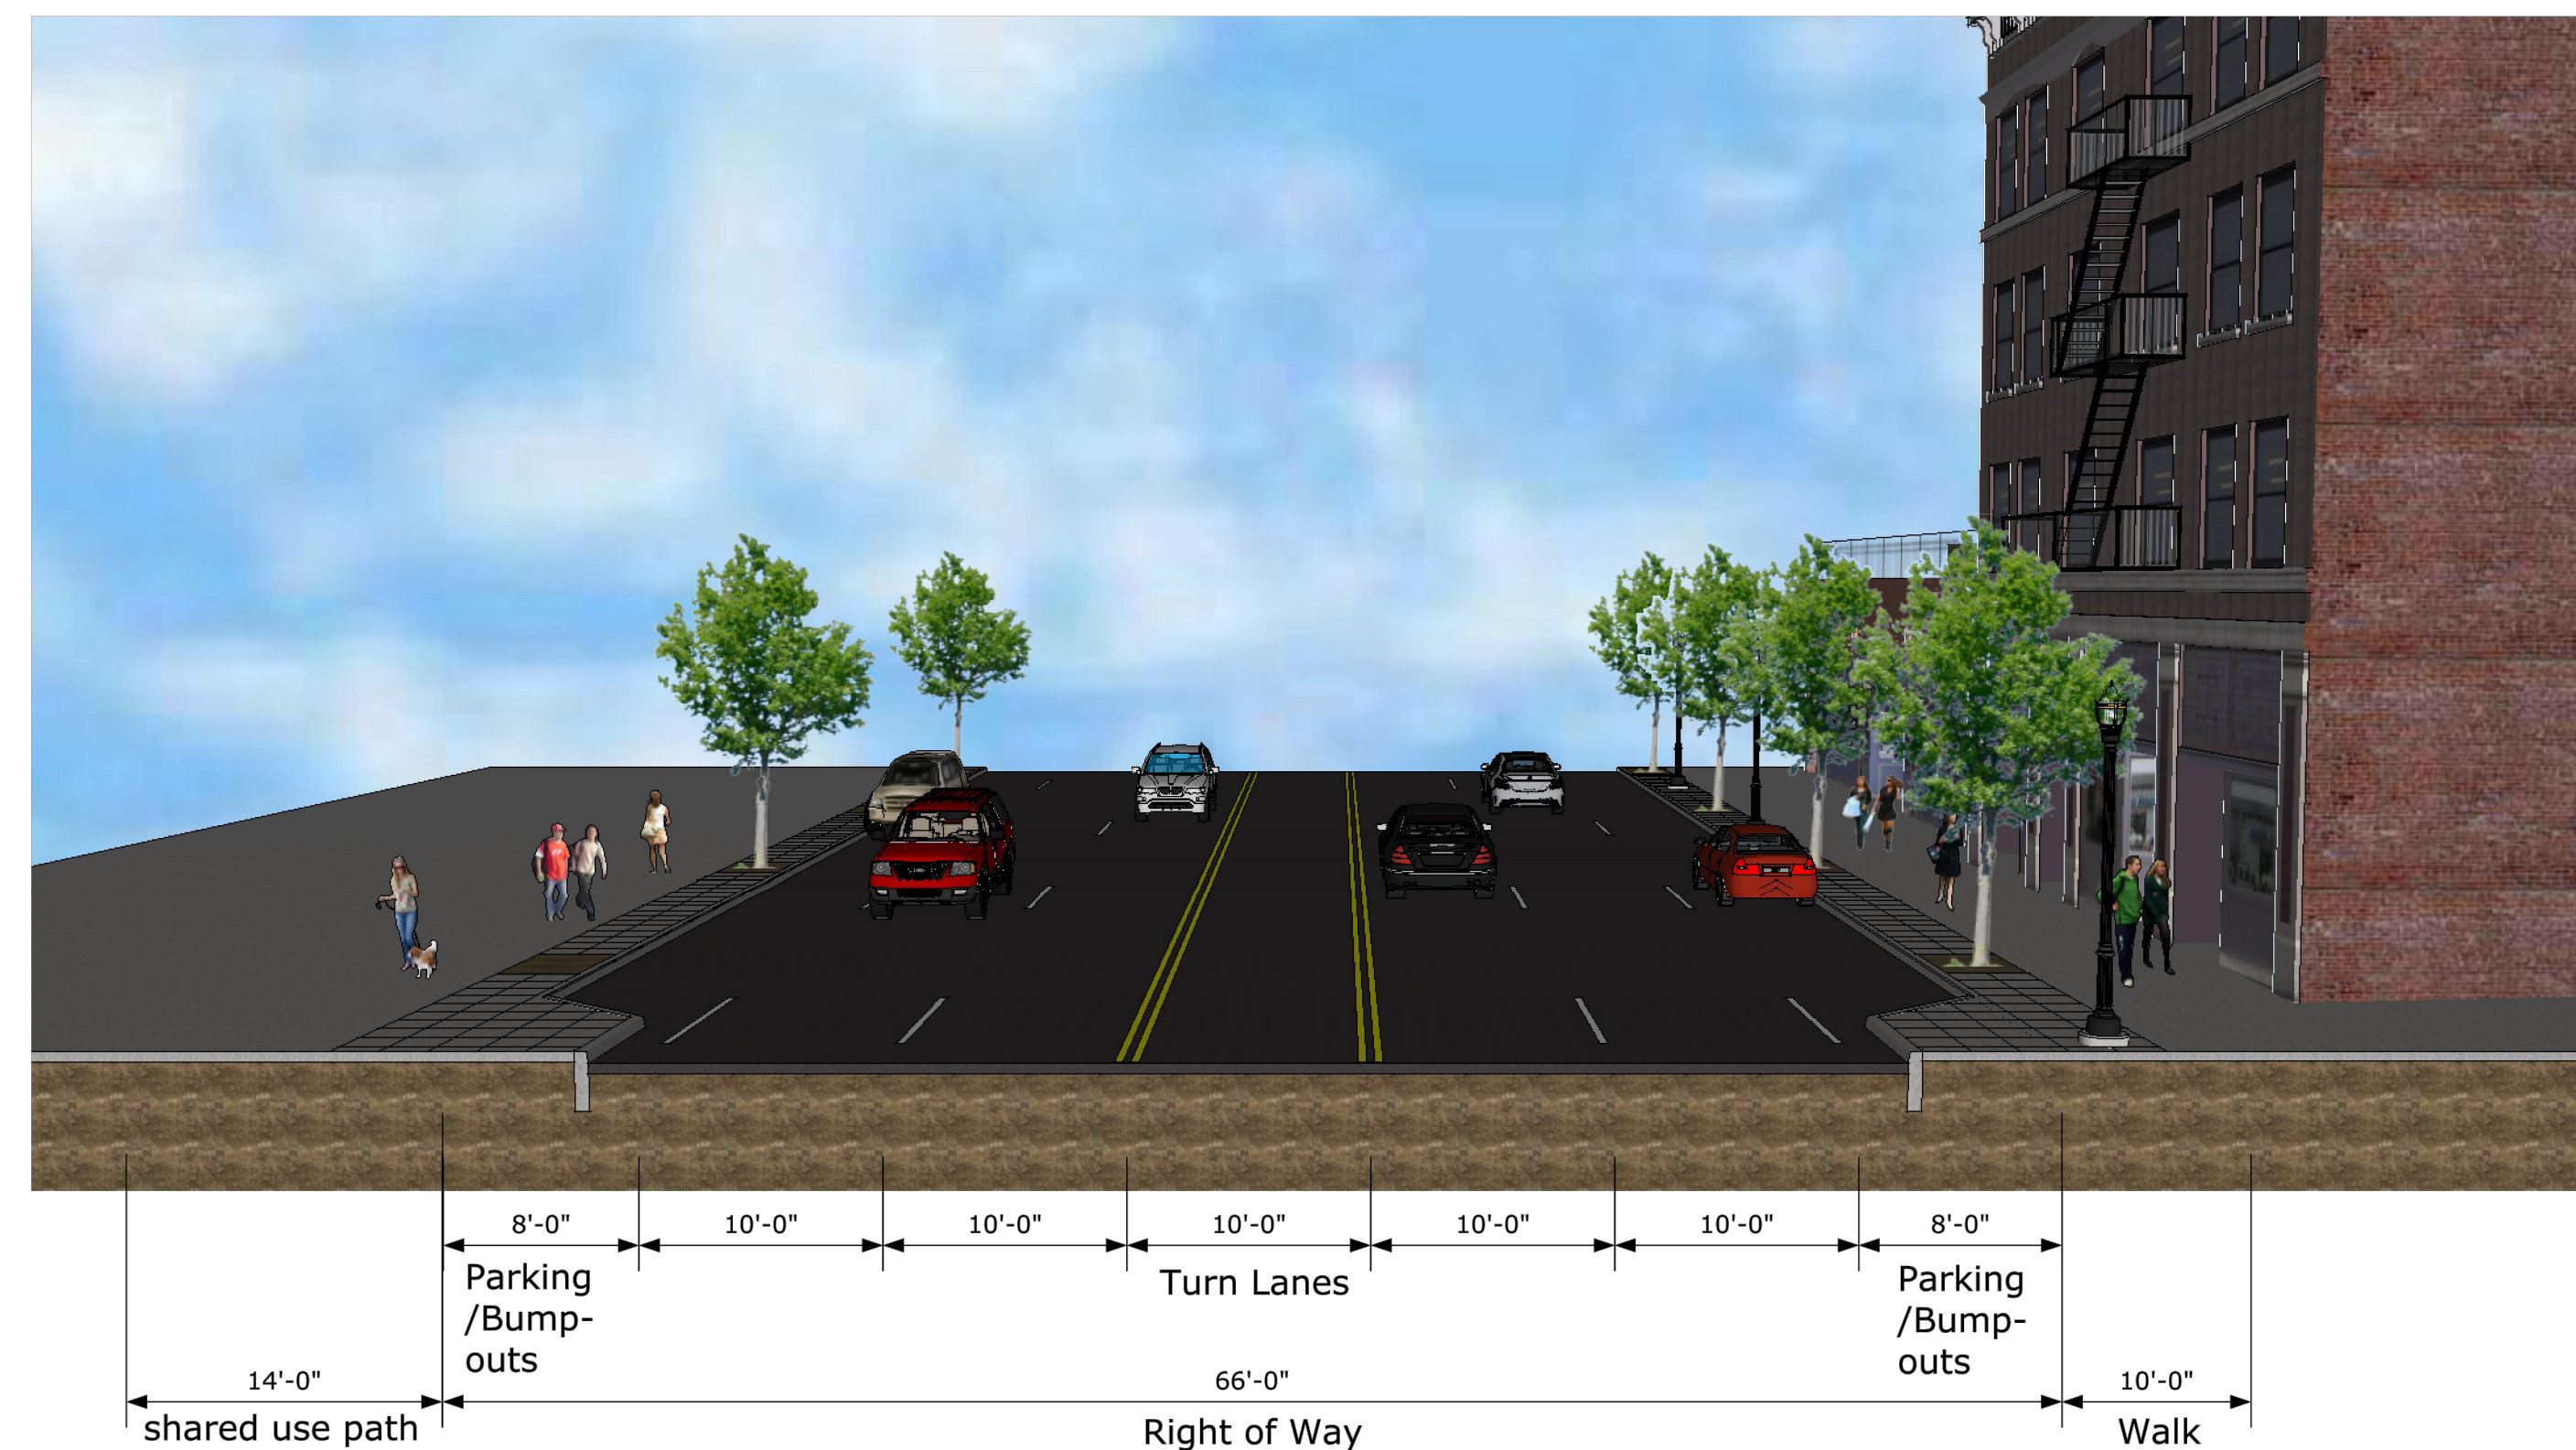 8'-0" 10'-0" 10'-0" 10'-0" 10'-0" 10'-0" 8'-0"
Parking
/Bump-
outs
Turn Lanes
Parking
/Bump-
outs
14'-0" 66'-0" 10'-0"
shared use path Right of Way Walk